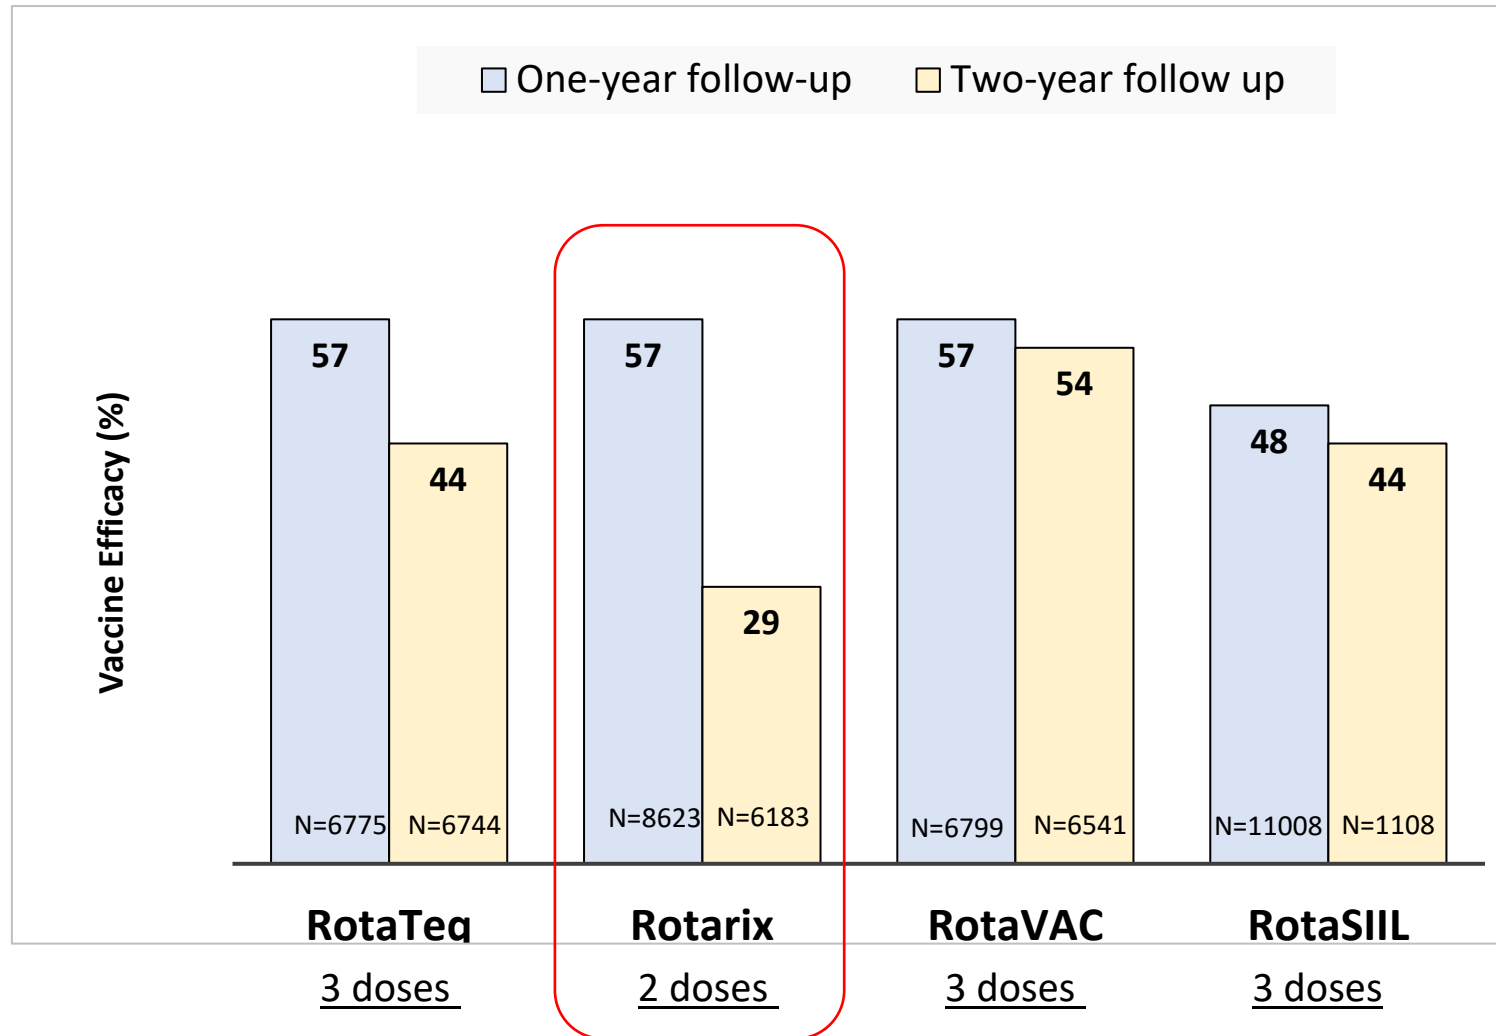 One-year follow-up Two-year follow up
Vaccine Efficacy (%)
57 57 57
54
44 48 44
29
N=6775 N=6744 N=8623 N=6183 N=6799 N=6541 N=11008 N=1108
RotaTeq Rotarix RotaVAC RotaSIIL
3 doses 2 doses 3 doses 3 doses